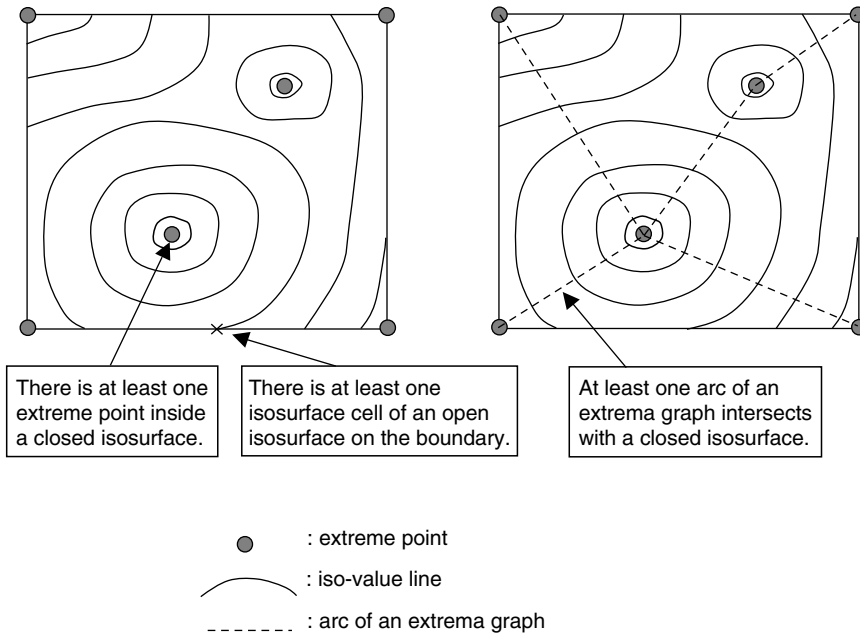 There is at least one
extreme point inside
a closed isosurface.
There is at least one
isosurface cell of an open
isosurface on the boundary.
At least one arc of an
extrema graph intersects
with a closed isosurface.
: extreme point
: iso-value line
: arc of an extrema graph